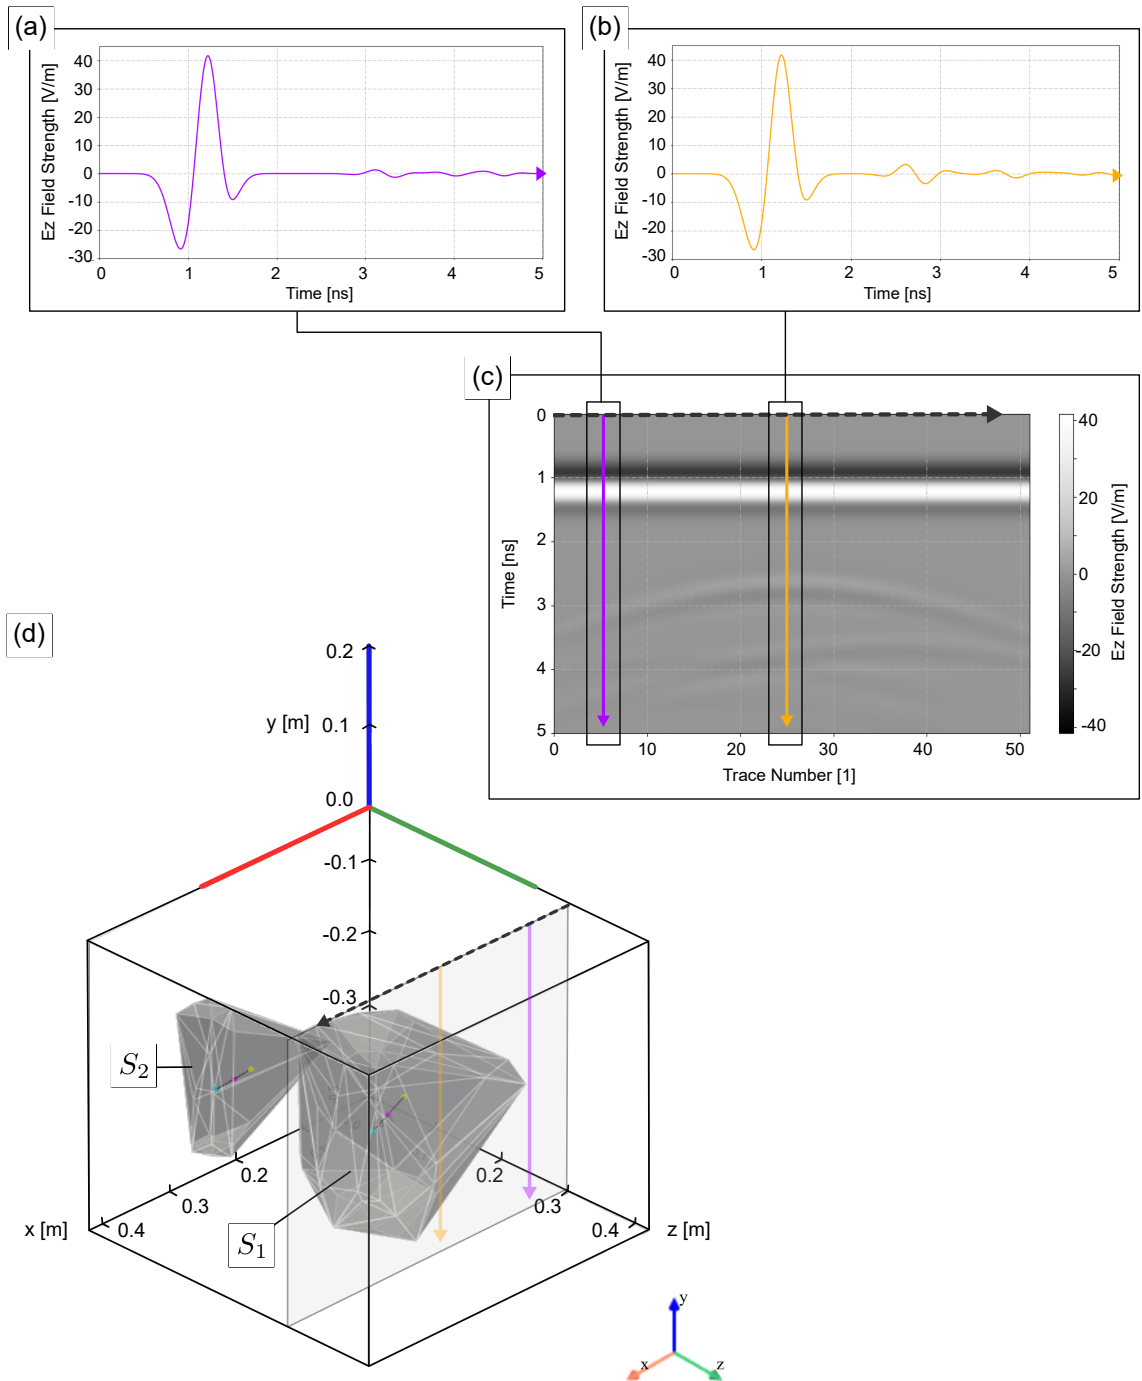 (a)
Ez Field Strength [V/m]
40
30
20
10
0
-10
-20
-30
0 1 2 3 4 5
Time [ns]
(b)
Ez Field Strength [V/m]
40
30
20
10
0
-10
-20
-30
0 1 2 3 4 5
Time [ns]
(c)
Time [ns]
0
1
2
3
4
5
0 10 20 30 40 50
Trace Number [1]
40
20
0
-20
-40
Ez Field Strength [V/m]
(d)
0.2
y [m] 0.1
0.0
-0.1
-0.2
-0.3
S2
S1
0.2
0.3
0.4
x [m]
0.2
0.3
0.4
z [m]
y
x z